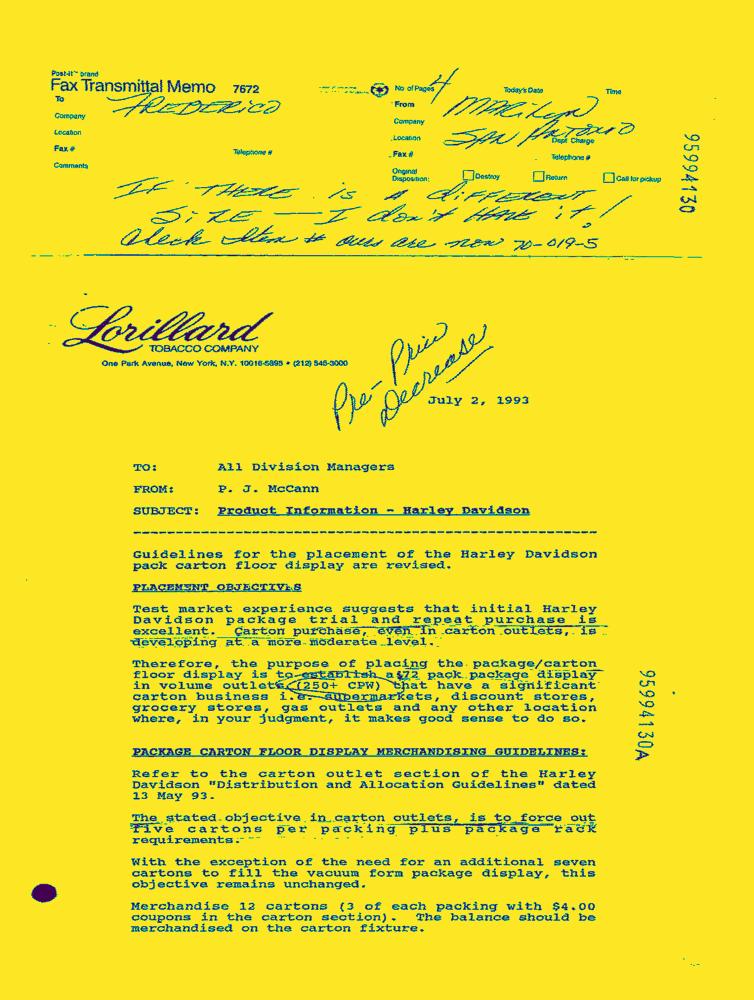 Post-it™ brand
Fax Transmittal Memo 7672
No of Pages 4
Today's Date
Time
To FREDERICO
From MARILYN
Company
Company
Location
Location SAN ANTONIO
Dept. Charge
Fax #
Telephone #
Fax #
Telephone #
Comments
Original Disposition:
Destroy
Return
Call for pickup
IF THERE is A diFFERENT
SiZE — I don't HAVE it!
Check Item # ours are now 70-019-5
95994130
Lorillard
TOBACCO COMPANY
One Park Avenue, New York, N.Y. 10016-5895 • (212) 545-3000
Pre-Price
Decrease
July 2, 1993
TO: All Division Managers
FROM: P. J. McCann
SUBJECT: Product Information - Harley Davidson
Guidelines for the placement of the Harley Davidson
pack carton floor display are revised.
PLACEMENT OBJECTIVES
Test market experience suggests that initial Harley
Davidson package trial and repeat purchase is
excellent. Carton purchase, even in carton outlets, is
developing at a more moderate level.
Therefore, the purpose of placing the package/carton
floor display is to establish a 72 pack package display
in volume outlets (250+ CPW) that have a significant
carton business i.e. supermarkets, discount stores,
grocery stores, gas outlets and any other location
where, in your judgment, it makes good sense to do so.
95994130A
PACKAGE CARTON FLOOR DISPLAY MERCHANDISING GUIDELINES:
Refer to the carton outlet section of the Harley
Davidson "Distribution and Allocation Guidelines" dated
13 May 93.
The stated objective in carton outlets, is to force out
five cartons per packing plus package rack
requirements.
With the exception of the need for an additional seven
cartons to fill the vacuum form package display, this
objective remains unchanged.
Merchandise 12 cartons (3 of each packing with $4.00
coupons in the carton section). The balance should be
merchandised on the carton fixture.